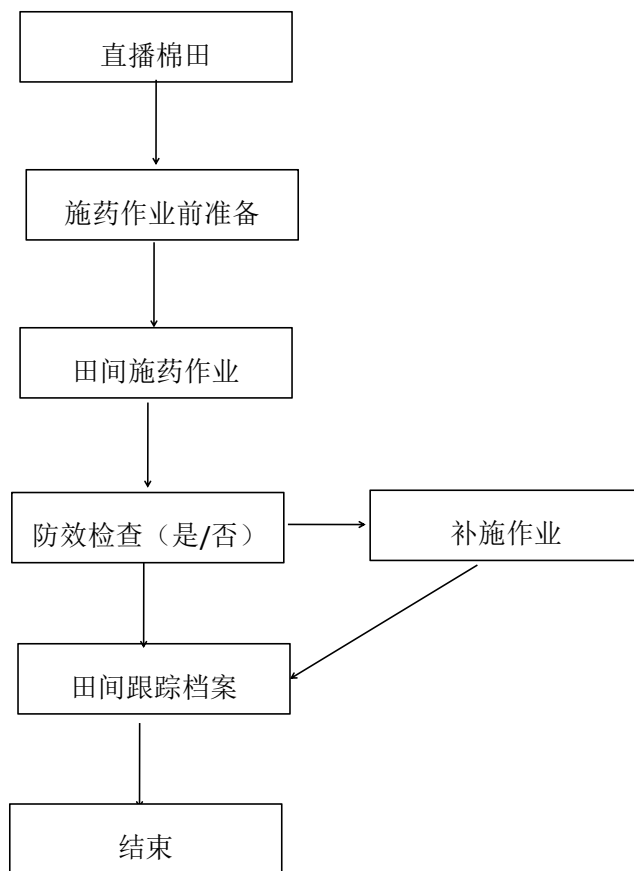 直播棉田
施药作业前准备
田间施药作业
防效检查（是/否）
补施作业
田间跟踪档案
结束